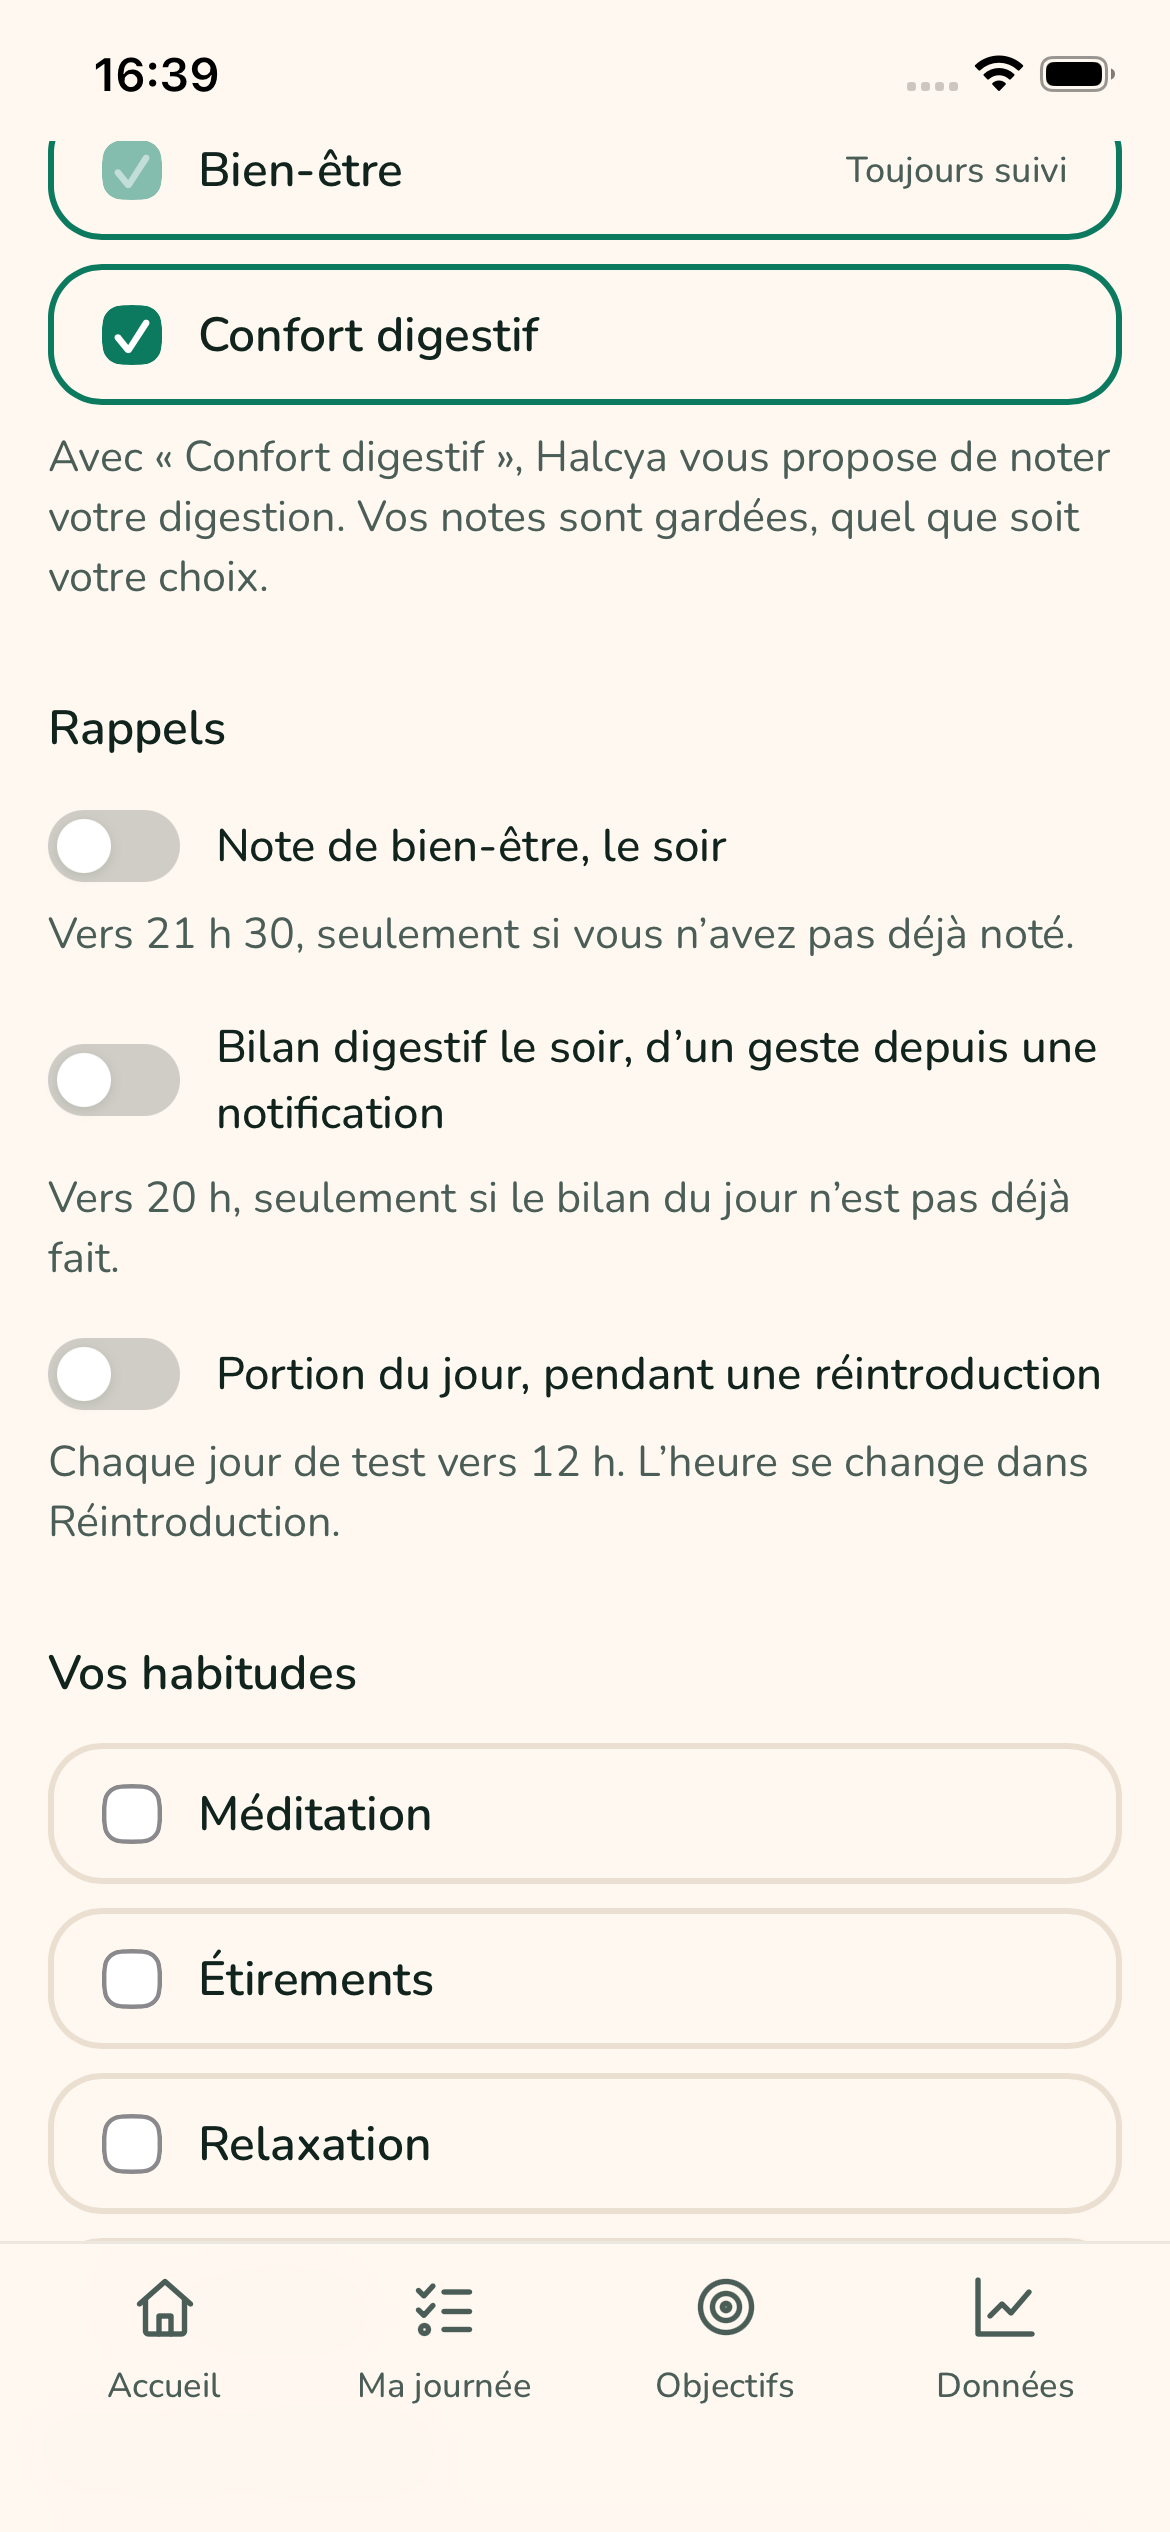 16:39
Bien-être
Toujours suivi
Confort digestif
Avec « Confort digestif », Halcya vous propose de noter
votre digestion. Vos notes sont gardées, quel que soit
votre choix.
Rappels
Note de bien-être, le soir
Vers 21 h 30, seulement si vous n’avez pas déjà noté.
Bilan digestif le soir, d’un geste depuis une
notification
Vers 20 h, seulement si le bilan du jour n’est pas déjà
fait.
Portion du jour, pendant une réintroduction
Chaque jour de test vers 12 h. L’heure se change dans
Réintroduction.
Vos habitudes
Méditation
Étirements
Relaxation
Accueil
Ma journée
Objectifs
Données